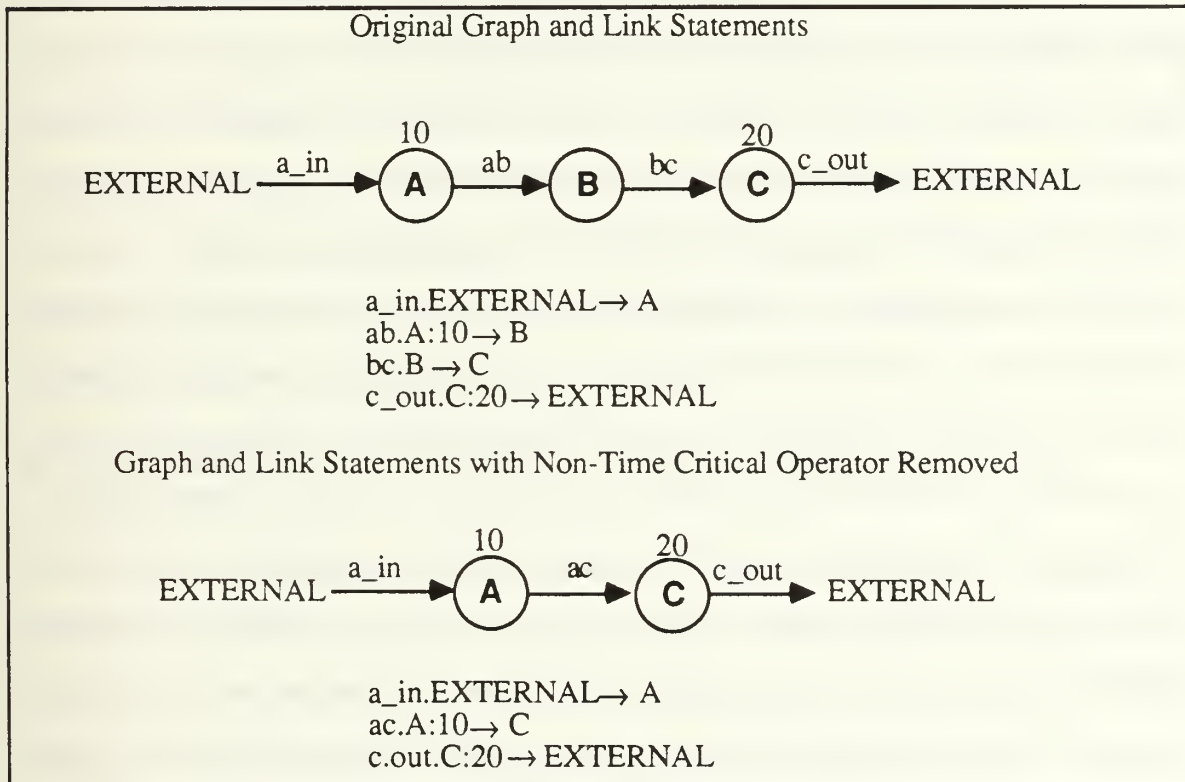 Original Graph and Link Statements
10 20
EXTERNAL a_in A ab B bc C c_out EXTERNAL
a_in.EXTERNAL→ A
ab.A:10→ B
bc.B → C
c_out.C:20→ EXTERNAL
Graph and Link Statements with Non-Time Critical Operator Removed
10 20
EXTERNAL a_in A ac C c_out EXTERNAL
a_in.EXTERNAL→ A
ac.A:10→ C
c.out.C:20→ EXTERNAL